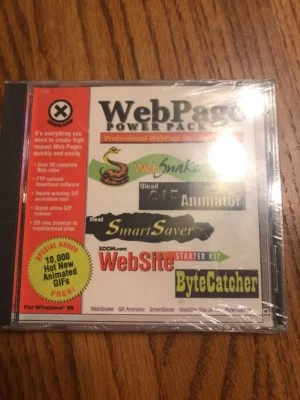 WebPage
POWER PACK
Professional WebPage
It's everything you
need to create high
impact Web Pages
quickly and easily.
• Over 50 complete
Web sites
• FTP upload/
download software
• Award winning GIF
animation tool
• Stand alone GIF
reducer
• Off-line browser to
troubleshoot sites
SPECIAL BONUS
10,000
Hot New
Animated
GIFs
FREE!
For Windows® 95
WebSnake
Ulead
GIF Animator
Ulead
SmartSaver
XOOM.com
WebSite
STARTER KIT
ByteCatcher
WebSnake GIF Animator SmartSaver WebSite